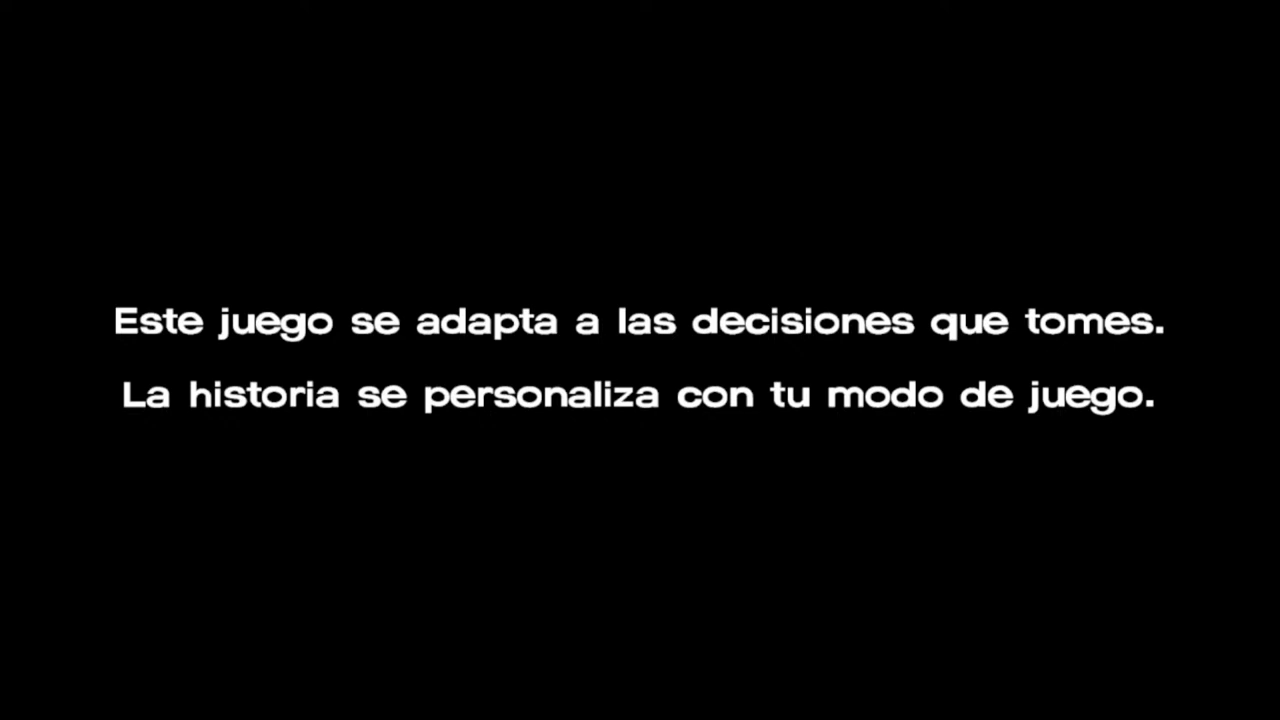 Este juego se adapta a las decisiones que tomes.
La historia se personaliza con tu modo de juego.